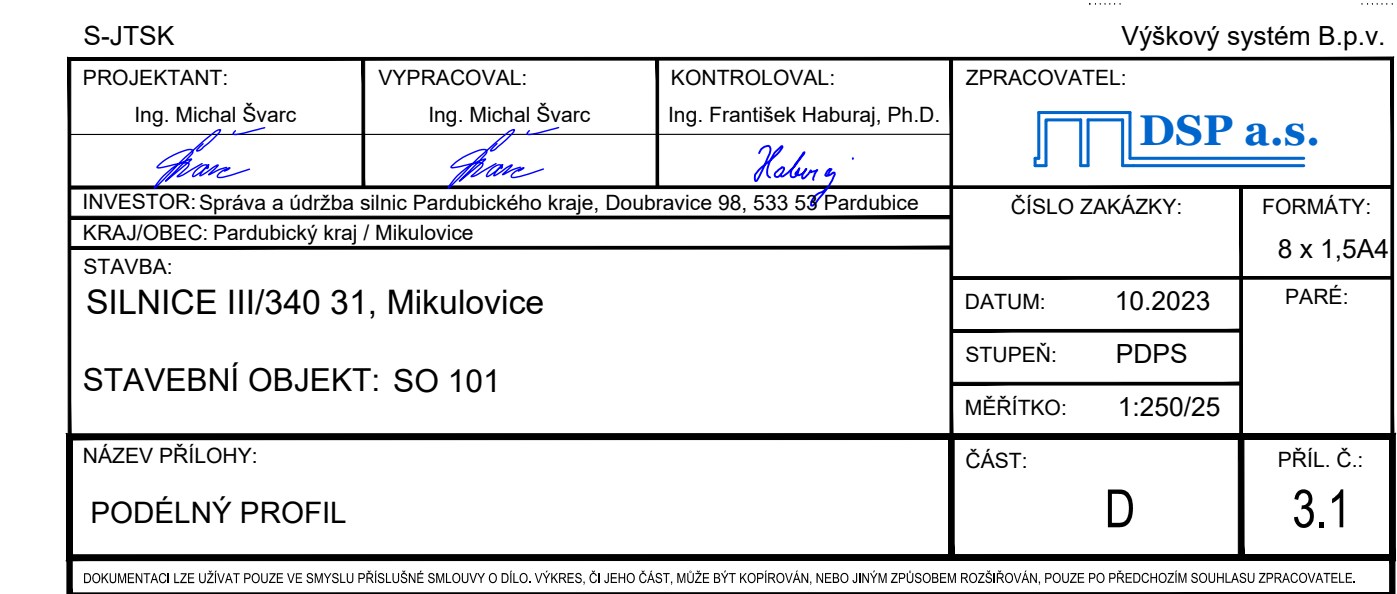 S-JTSK
Výškový systém B.p.v.
PROJEKTANT:
Ing. Michal Švarc
Švarc
VYPRACOVAL:
Ing. Michal Švarc
Švarc
KONTROLOVAL:
Ing. František Haburaj, Ph.D.
Haburaj
ZPRACOVATEL:
DSP a.s.
INVESTOR: Správa a údržba silnic Pardubického kraje, Doubravice 98, 533 53 Pardubice
KRAJ/OBEC: Pardubický kraj / Mikulovice
ČÍSLO ZAKÁZKY:
FORMÁTY:
8 x 1,5A4
STAVBA:
SILNICE III/340 31, Mikulovice
STAVEBNÍ OBJEKT: SO 101
DATUM: 10.2023
PARÉ:
STUPEŇ: PDPS
MĚŘÍTKO: 1:250/25
NÁZEV PŘÍLOHY:
PODÉLNÝ PROFIL
ČÁST:
D
PŘÍL. Č.:
3.1
DOKUMENTACI LZE UŽÍVAT POUZE VE SMYSLU PŘÍSLUŠNÉ SMLOUVY O DÍLO. VÝKRES, ČI JEHO ČÁST, MŮŽE BÝT KOPÍROVÁN, NEBO JINÝM ZPŮSOBEM ROZŠIŘOVÁN, POUZE PO PŘEDCHOZÍM SOUHLASU ZPRACOVATELE.